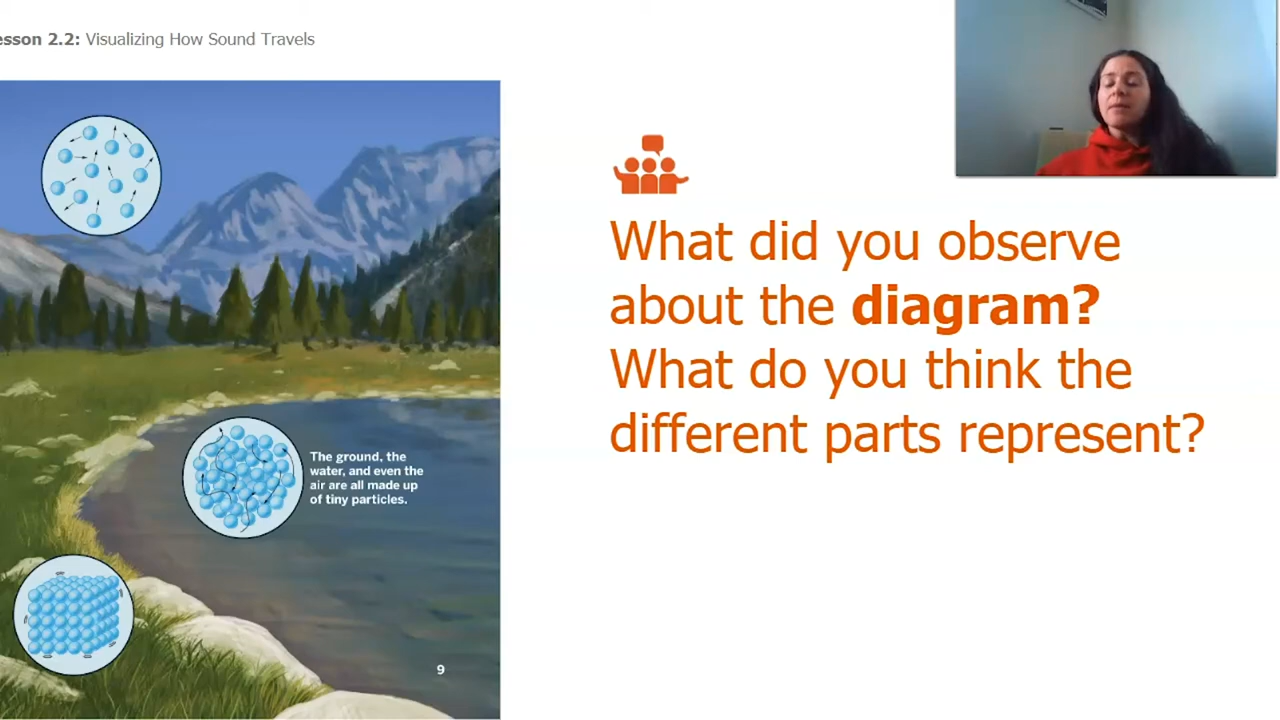 esson 2.2: Visualizing How Sound Travels
The ground, the
water, and even the
air are all made up
of tiny particles.
9
What did you observe
about the diagram?
What do you think the
different parts represent?